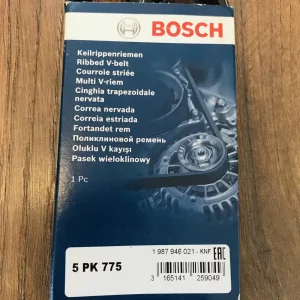 BOSCH
Keilrippenriemen
Ribbed V-belt
Courroie striée
Multi V-riem
Cinghia trapezoidale
nervata
Correa nervada
Correia estriada
Fortandet rem
Поликлиновой ремень
Oluklu V kayışı
Pasek wieloklinowy
1 Pc
1 987 946 021 - KNF EAC
5 PK 775
3 165141 259049